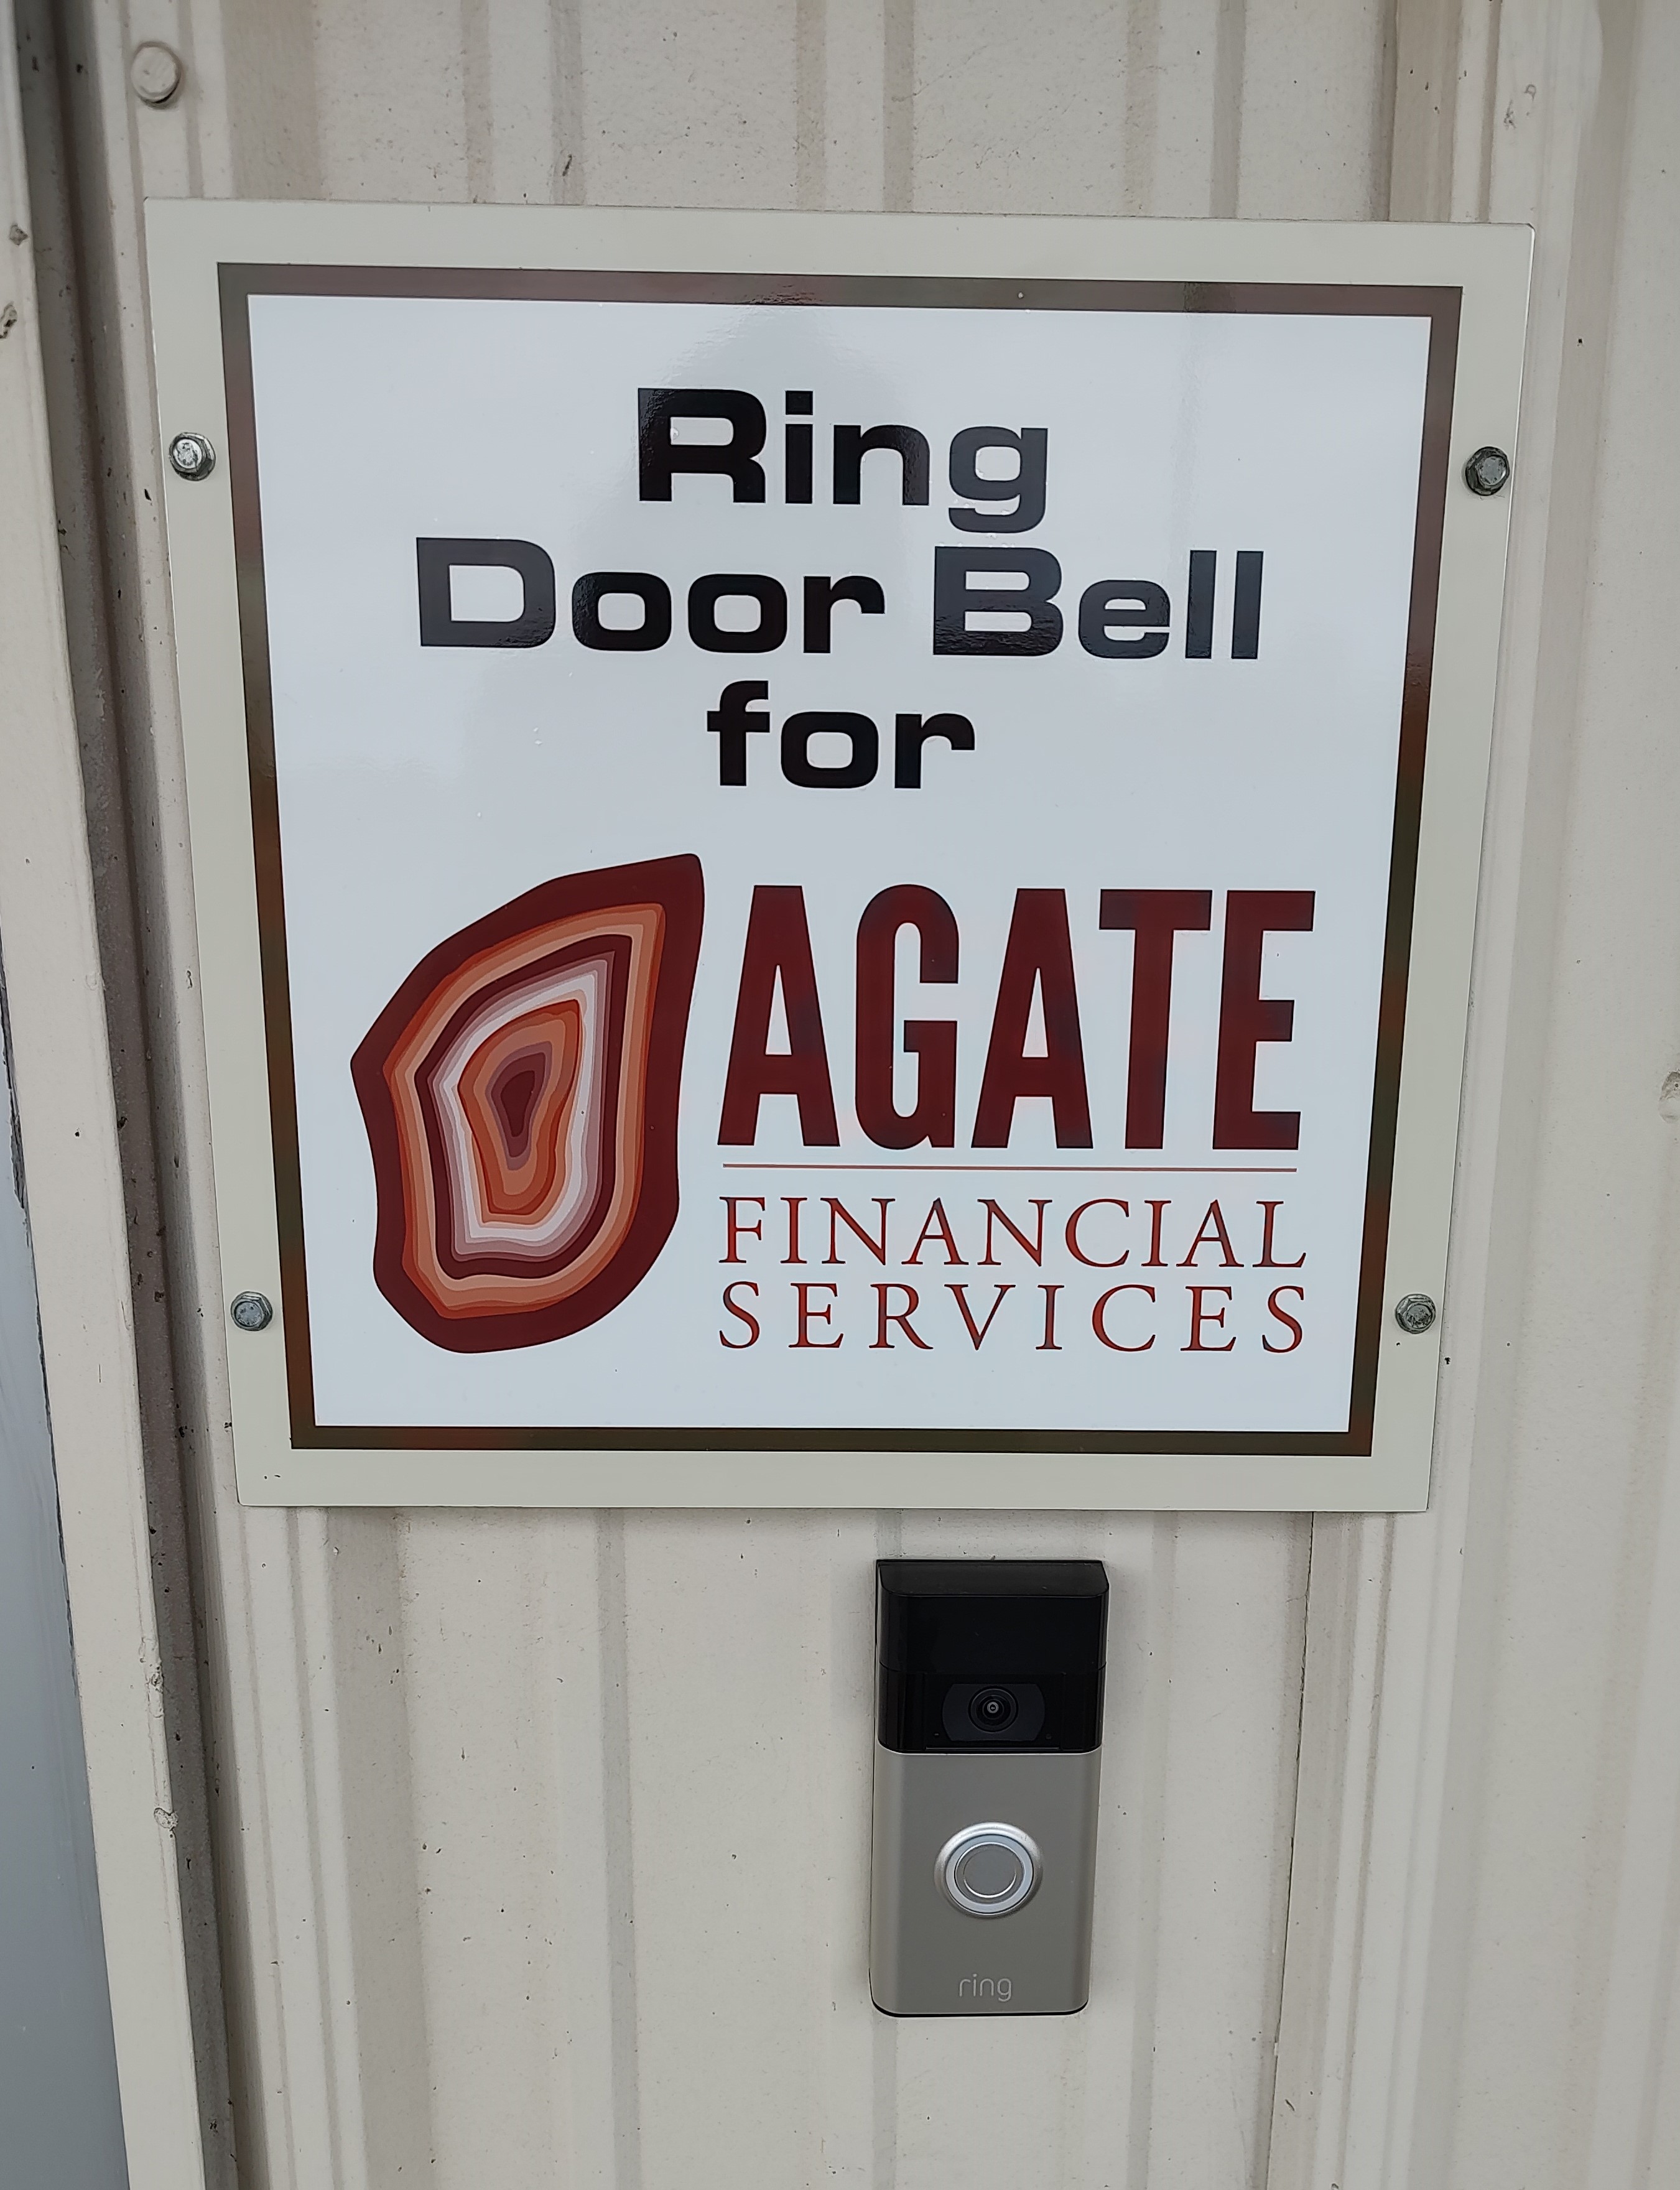 Ring
Door Bell
for
AGATE
FINANCIAL
SERVICES
ring